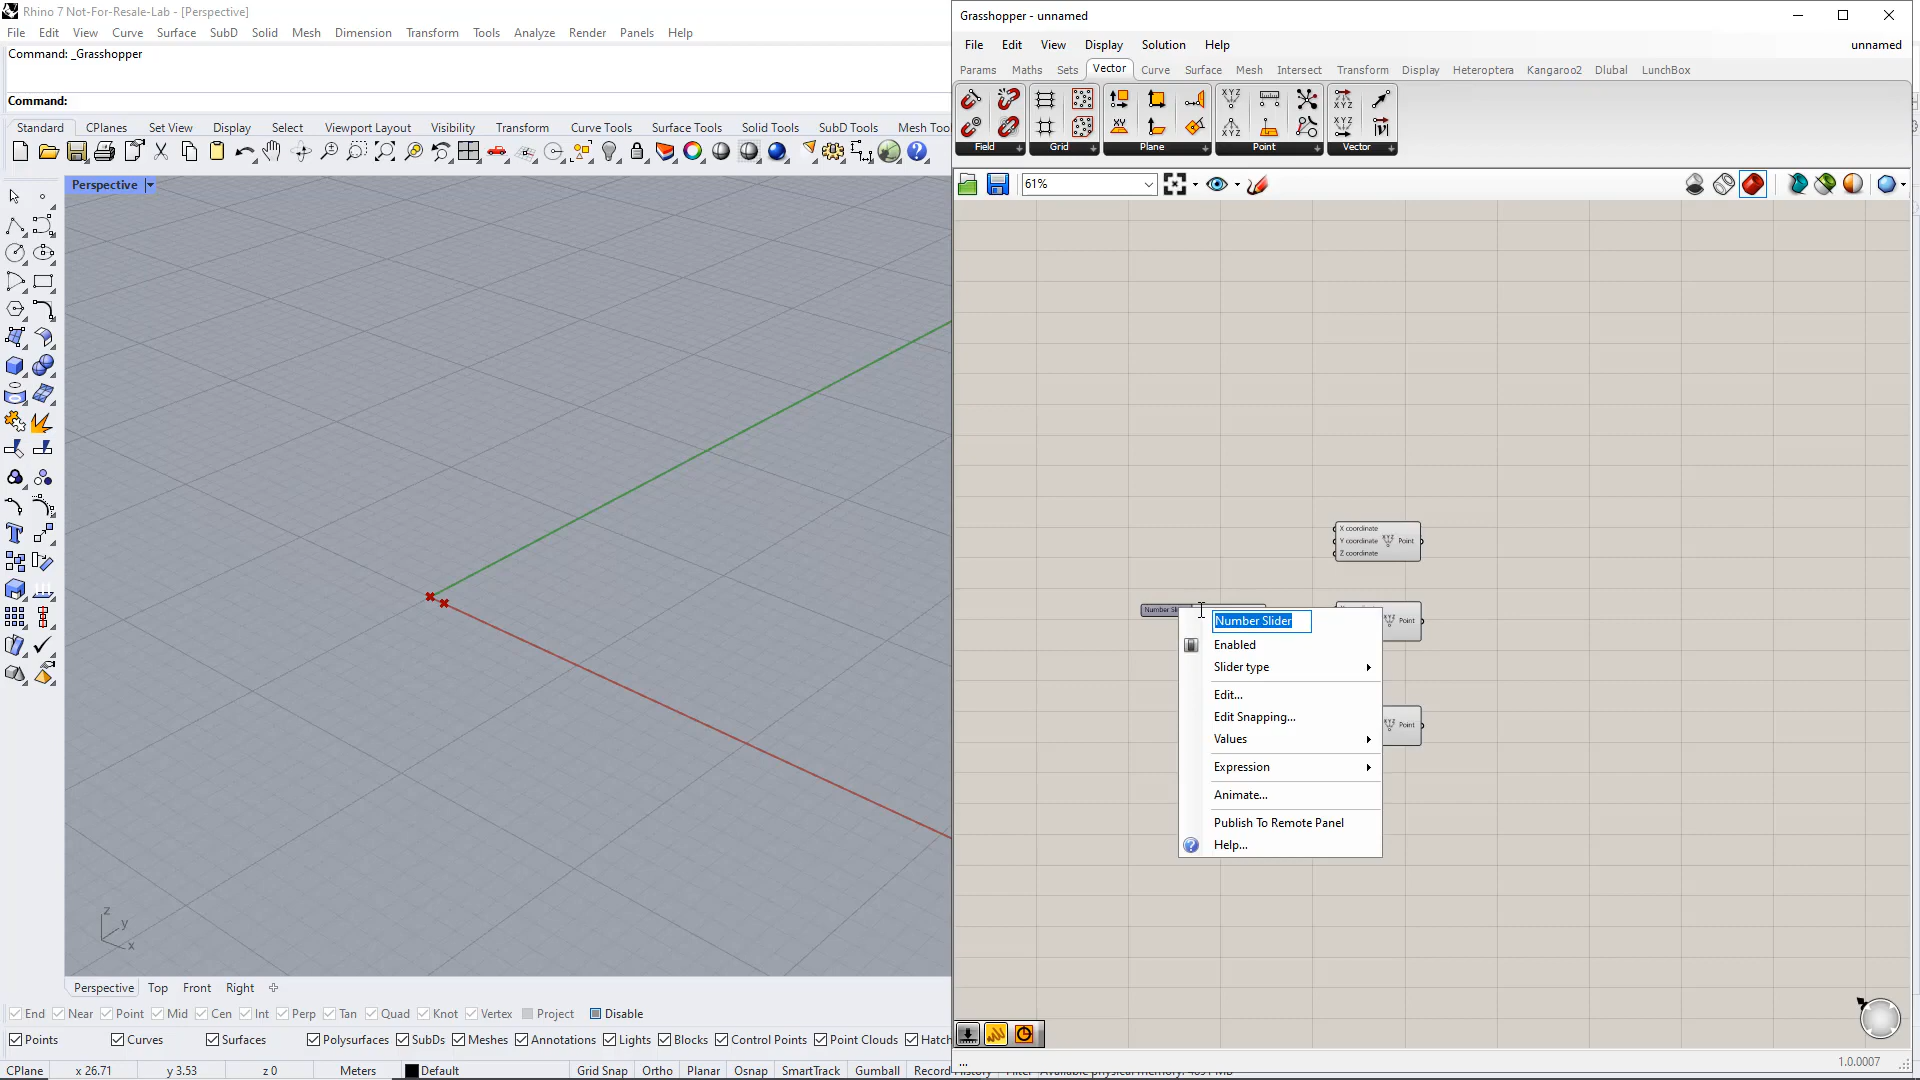 Rhino 7 Not-For-Resale-Lab - [Perspective]
File Edit View Curve Surface SubD Solid Mesh Dimension Transform Tools Analyze Render Panels Help
Command: _Grasshopper
Command:
Standard CPlanes Set View Display Select Viewport Layout Visibility Transform Curve Tools Surface Tools Solid Tools SubD Tools Mesh Too
Perspective
z
y
x
Perspective Top Front Right
End Near Point Mid Cen Int Perp Tan Quad Knot Vertex Project Disable
Points Curves Surfaces Polysurfaces SubDs Meshes Annotations Lights Blocks Control Points Point Clouds Hatch
CPlane x 26.71 y 3.53 z 0 Meters Default Grid Snap Ortho Planar Osnap SmartTrack Gumball Record
Grasshopper - unnamed
File Edit View Display Solution Help unnamed
Params Maths Sets Vector Curve Surface Mesh Intersect Transform Display Heteroptera Kangaroo2 Dlubal LunchBox
Field Grid Plane Point Vector
61%
X coordinate
Y coordinate
Z coordinate
Point
Number Sli
Point
Point
Number Slider
Enabled
Slider type
Edit...
Edit Snapping...
Values
Expression
Animate...
Publish To Remote Panel
Help...
...
1.0.0007